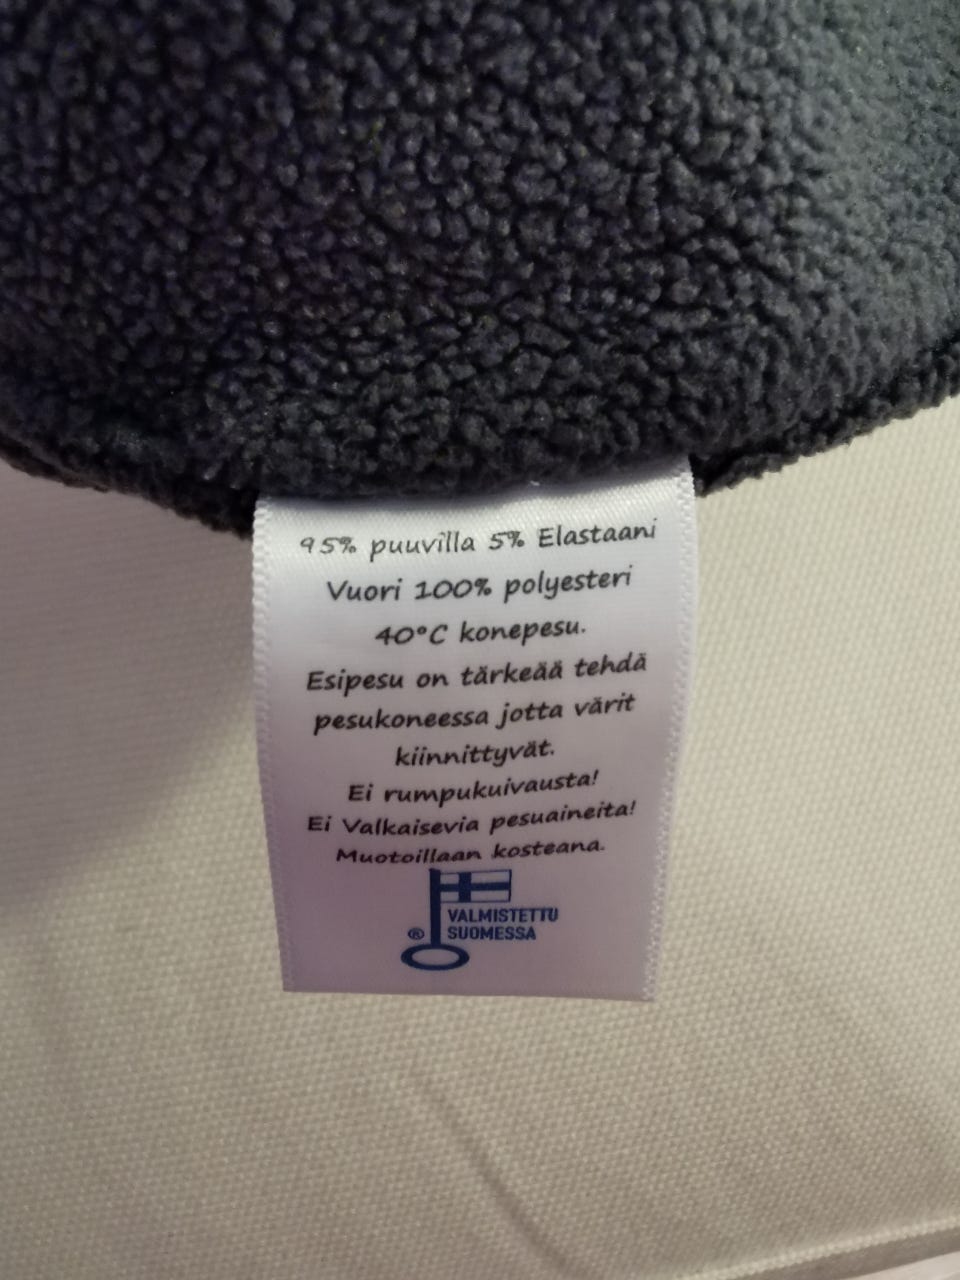 95% puuvilla 5% Elastaani
Vuori 100% polyesteri
40°C konepesu.
Esipesu on tärkeää tehdä
pesukoneessa jotta värit
kiinnittyvät.
Ei rumpukuivausta!
Ei Valkaisevia pesuaineita!
Muotoillaan kosteana.
VALMISTETTU
® SUOMESSA